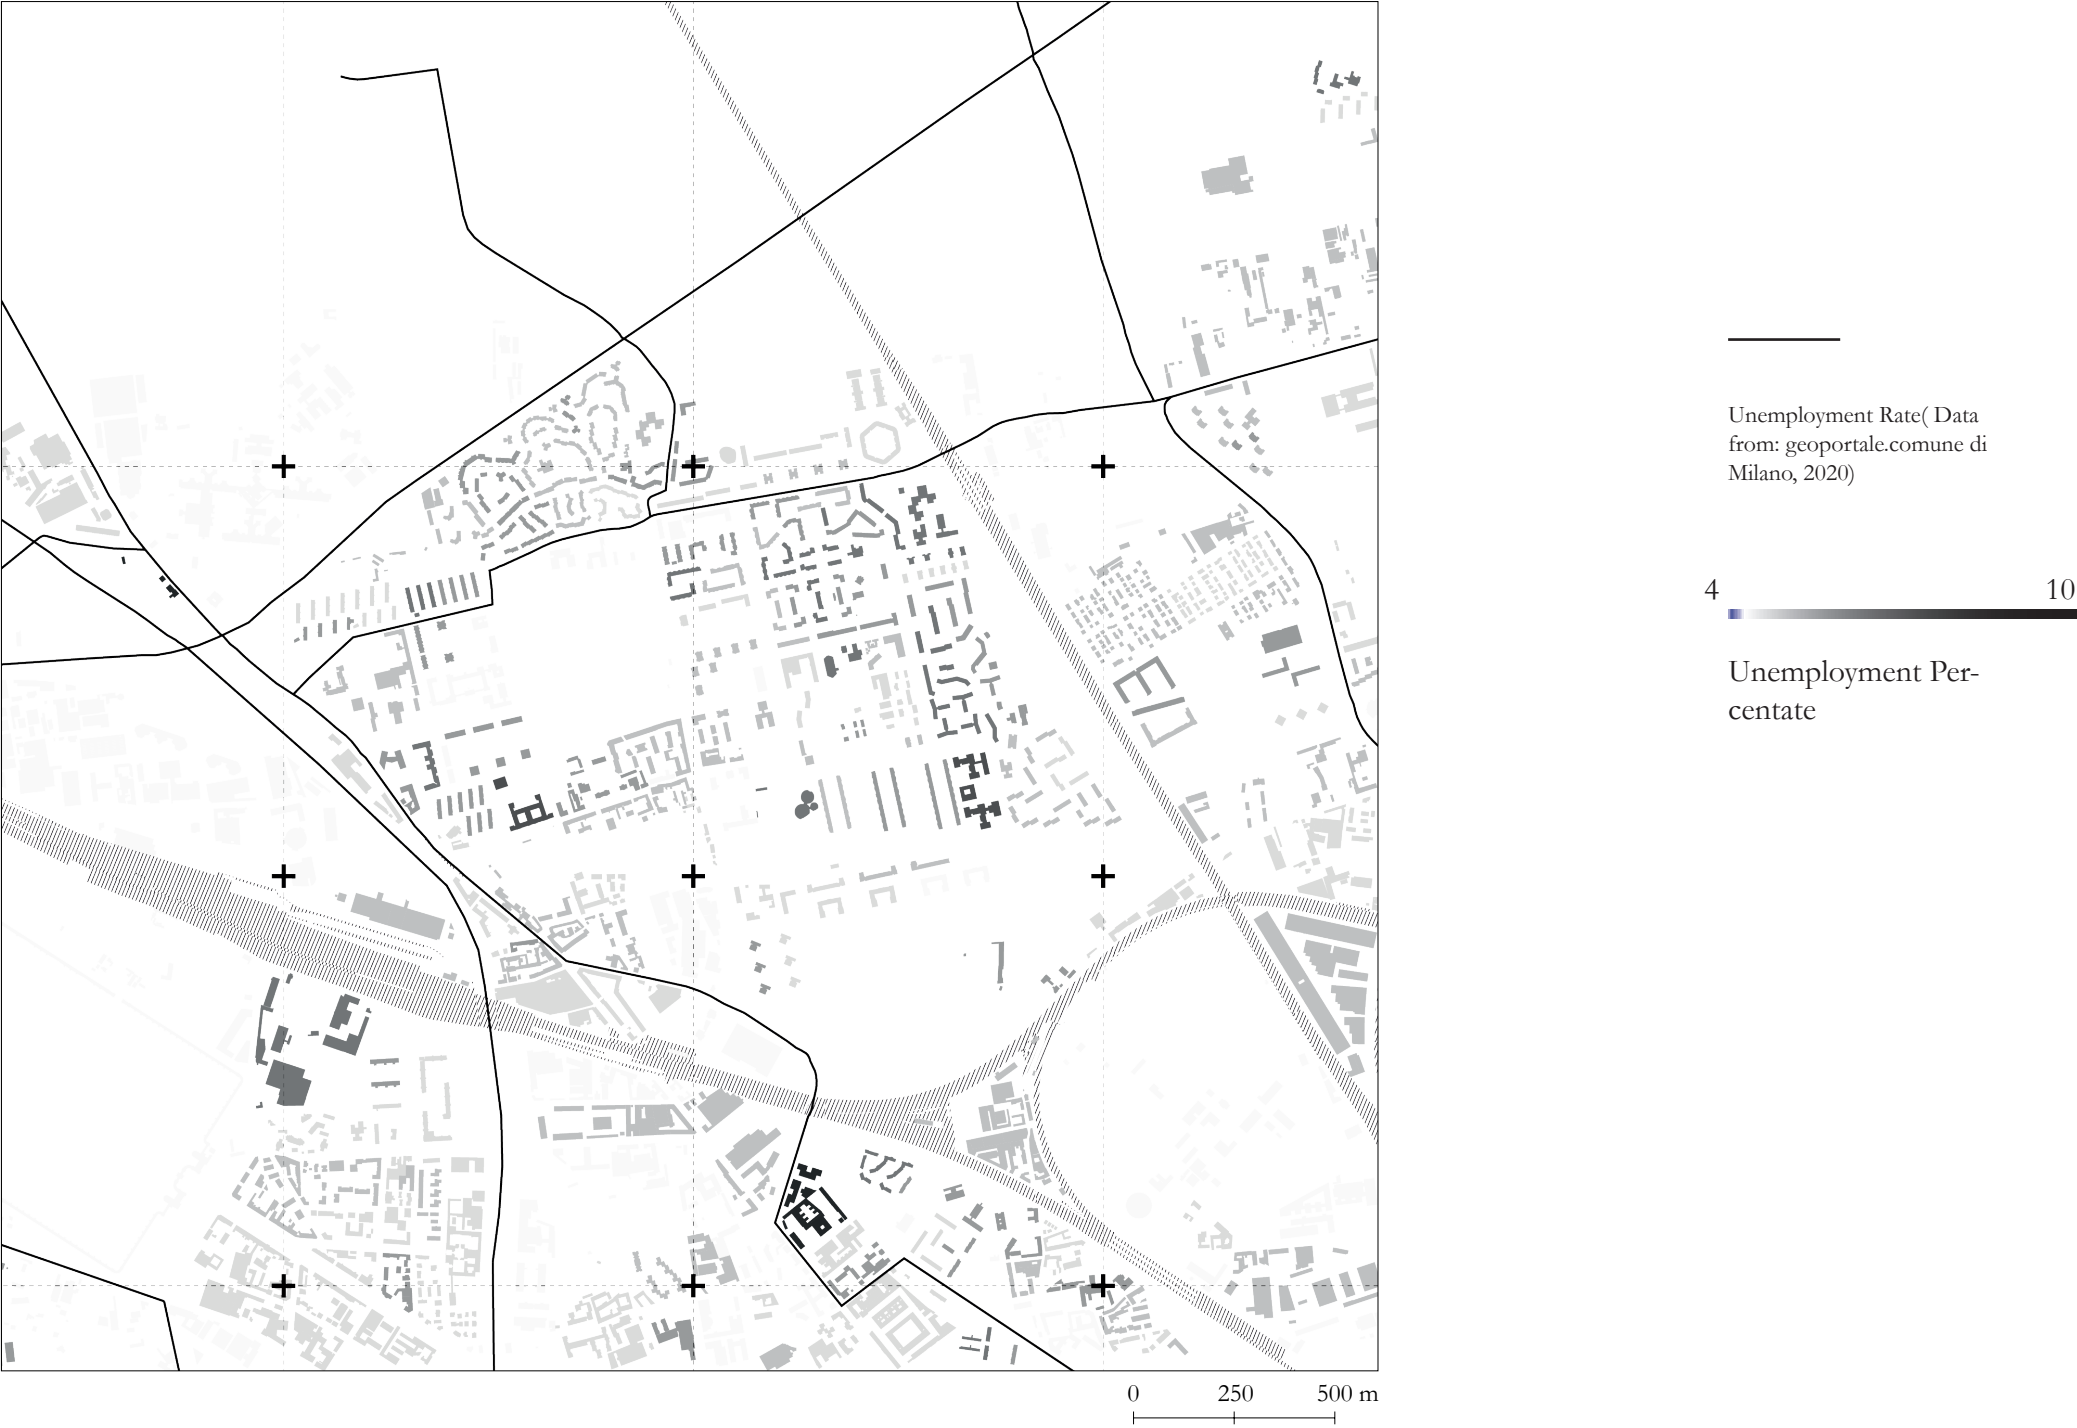 Unemployment Rate( Data
from: geoportale.comune di
Milano, 2020)
4 10
Unemployment Per-
centate
0 250 500 m